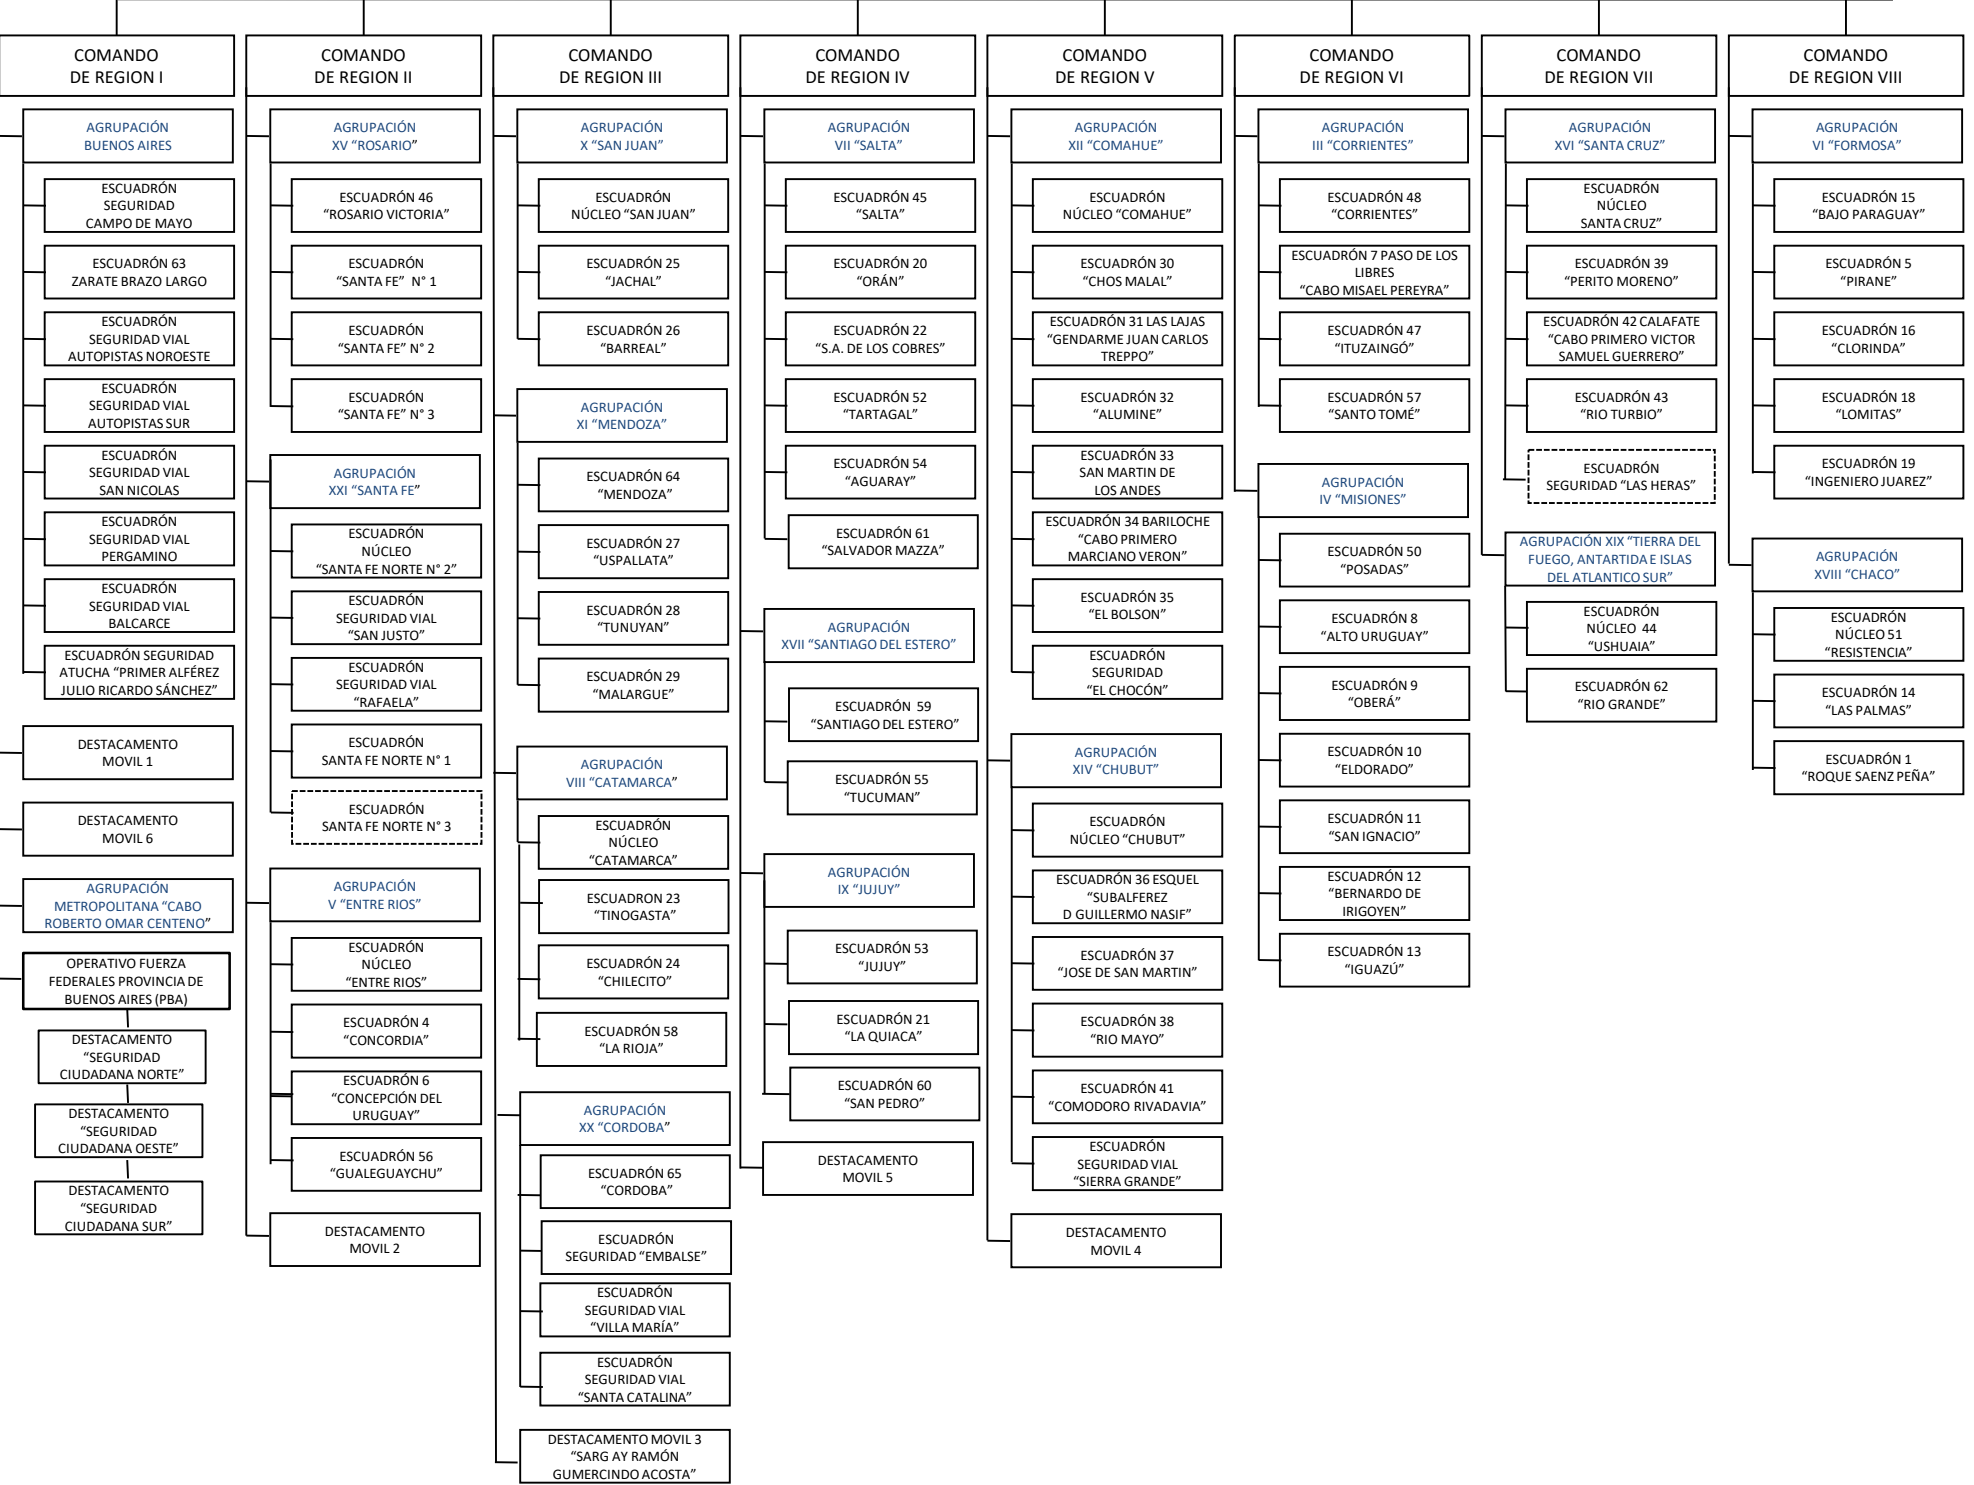 COMANDO
DE REGION I
AGRUPACIÓN
BUENOS AIRES
ESCUADRÓN
SEGURIDAD
CAMPO DE MAYO
ESCUADRÓN 63
ZARATE BRAZO LARGO
ESCUADRÓN
SEGURIDAD VIAL
AUTOPISTAS NOROESTE
ESCUADRÓN
SEGURIDAD VIAL
AUTOPISTAS SUR
ESCUADRÓN
SEGURIDAD VIAL
SAN NICOLAS
ESCUADRÓN
SEGURIDAD VIAL
PERGAMINO
ESCUADRÓN
SEGURIDAD VIAL
BALCARCE
ESCUADRÓN SEGURIDAD
ATUCHA “PRIMER ALFÉREZ
JULIO RICARDO SÁNCHEZ”
DESTACAMENTO
MOVIL 1
DESTACAMENTO
MOVIL 6
AGRUPACIÓN
METROPOLITANA “CABO
ROBERTO OMAR CENTENO”
OPERATIVO FUERZA
FEDERALES PROVINCIA DE
BUENOS AIRES (PBA)
DESTACAMENTO
“SEGURIDAD
CIUDADANA NORTE”
DESTACAMENTO
“SEGURIDAD
CIUDADANA OESTE”
DESTACAMENTO
“SEGURIDAD
CIUDADANA SUR”
COMANDO
DE REGION II
AGRUPACIÓN
XV “ROSARIO”
ESCUADRÓN 46
“ROSARIO VICTORIA”
ESCUADRÓN
“SANTA FE” N° 1
ESCUADRÓN
“SANTA FE” N° 2
ESCUADRÓN
“SANTA FE” N° 3
AGRUPACIÓN
XXI “SANTA FE”
ESCUADRÓN
NÚCLEO
“SANTA FE NORTE N° 2”
ESCUADRÓN
SEGURIDAD VIAL
“SAN JUSTO”
ESCUADRÓN
SEGURIDAD VIAL
“RAFAELA”
ESCUADRÓN
SANTA FE NORTE N° 1
ESCUADRÓN
SANTA FE NORTE N° 3
AGRUPACIÓN
V “ENTRE RIOS”
ESCUADRÓN
NÚCLEO
“ENTRE RIOS”
ESCUADRÓN 4
“CONCORDIA”
ESCUADRÓN 6
“CONCEPCIÓN DEL
URUGUAY”
ESCUADRÓN 56
“GUALEGUAYCHU”
DESTACAMENTO
MOVIL 2
COMANDO
DE REGION III
AGRUPACIÓN
X “SAN JUAN”
ESCUADRÓN
NÚCLEO “SAN JUAN”
ESCUADRÓN 25
“JACHAL”
ESCUADRÓN 26
“BARREAL”
AGRUPACIÓN
XI “MENDOZA”
ESCUADRÓN 64
“MENDOZA”
ESCUADRÓN 27
“USPALLATA”
ESCUADRÓN 28
“TUNUYAN”
ESCUADRÓN 29
“MALARGUE”
AGRUPACIÓN
VIII “CATAMARCA”
ESCUADRÓN
NÚCLEO
“CATAMARCA”
ESCUADRON 23
“TINOGASTA”
ESCUADRÓN 24
“CHILECITO”
ESCUADRÓN 58
“LA RIOJA”
AGRUPACIÓN
XX “CORDOBA”
ESCUADRÓN 65
“CORDOBA”
ESCUADRÓN
SEGURIDAD “EMBALSE”
ESCUADRÓN
SEGURIDAD VIAL
“VILLA MARÍA”
ESCUADRÓN
SEGURIDAD VIAL
“SANTA CATALINA”
DESTACAMENTO MOVIL 3
“SARG AY RAMÓN
GUMERCINDO ACOSTA”
COMANDO
DE REGION IV
AGRUPACIÓN
VII “SALTA”
ESCUADRÓN 45
“SALTA”
ESCUADRÓN 20
“ORÁN”
ESCUADRÓN 22
“S.A. DE LOS COBRES”
ESCUADRÓN 52
“TARTAGAL”
ESCUADRÓN 54
“AGUARAY”
ESCUADRÓN 61
“SALVADOR MAZZA”
AGRUPACIÓN
XVII “SANTIAGO DEL ESTERO”
ESCUADRÓN 59
“SANTIAGO DEL ESTERO”
ESCUADRÓN 55
“TUCUMAN”
AGRUPACIÓN
IX “JUJUY”
ESCUADRÓN 53
“JUJUY”
ESCUADRÓN 21
“LA QUIACA”
ESCUADRÓN 60
“SAN PEDRO”
DESTACAMENTO
MOVIL 5
COMANDO
DE REGION V
AGRUPACIÓN
XII “COMAHUE”
ESCUADRÓN
NÚCLEO “COMAHUE”
ESCUADRÓN 30
“CHOS MALAL”
ESCUADRÓN 31 LAS LAJAS
“GENDARME JUAN CARLOS
TREPPO”
ESCUADRÓN 32
“ALUMINE”
ESCUADRÓN 33
SAN MARTIN DE
LOS ANDES
ESCUADRÓN 34 BARILOCHE
“CABO PRIMERO
MARCIANO VERON”
ESCUADRÓN 35
“EL BOLSON”
ESCUADRÓN
SEGURIDAD
“EL CHOCÓN”
AGRUPACIÓN
XIV “CHUBUT”
ESCUADRÓN
NÚCLEO “CHUBUT”
ESCUADRÓN 36 ESQUEL
“SUBALFEREZ
D GUILLERMO NASIF”
ESCUADRÓN 37
“JOSE DE SAN MARTIN”
ESCUADRÓN 38
“RIO MAYO”
ESCUADRÓN 41
“COMODORO RIVADAVIA”
ESCUADRÓN
SEGURIDAD VIAL
“SIERRA GRANDE”
DESTACAMENTO
MOVIL 4
COMANDO
DE REGION VI
AGRUPACIÓN
III “CORRIENTES”
ESCUADRÓN 48
“CORRIENTES”
ESCUADRÓN 7 PASO DE LOS
LIBRES
“CABO MISAEL PEREYRA”
ESCUADRÓN 47
“ITUZAINGÓ”
ESCUADRÓN 57
“SANTO TOMÉ”
AGRUPACIÓN
IV “MISIONES”
ESCUADRÓN 50
“POSADAS”
ESCUADRÓN 8
“ALTO URUGUAY”
ESCUADRÓN 9
“OBERÁ”
ESCUADRÓN 10
“ELDORADO”
ESCUADRÓN 11
“SAN IGNACIO”
ESCUADRÓN 12
“BERNARDO DE
IRIGOYEN”
ESCUADRÓN 13
“IGUAZÚ”
COMANDO
DE REGION VII
AGRUPACIÓN
XVI “SANTA CRUZ”
ESCUADRÓN
NÚCLEO
SANTA CRUZ”
ESCUADRÓN 39
“PERITO MORENO”
ESCUADRÓN 42 CALAFATE
“CABO PRIMERO VICTOR
SAMUEL GUERRERO”
ESCUADRÓN 43
“RIO TURBIO”
ESCUADRÓN
SEGURIDAD “LAS HERAS”
AGRUPACIÓN XIX “TIERRA DEL
FUEGO, ANTARTIDA E ISLAS
DEL ATLANTICO SUR”
ESCUADRÓN
NÚCLEO 44
“USHUAIA”
ESCUADRÓN 62
“RIO GRANDE”
COMANDO
DE REGION VIII
AGRUPACIÓN
VI “FORMOSA”
ESCUADRÓN 15
“BAJO PARAGUAY”
ESCUADRÓN 5
“PIRANE”
ESCUADRÓN 16
“CLORINDA”
ESCUADRÓN 18
“LOMITAS”
ESCUADRÓN 19
“INGENIERO JUAREZ”
AGRUPACIÓN
XVIII “CHACO”
ESCUADRÓN
NÚCLEO 51
“RESISTENCIA”
ESCUADRÓN 14
“LAS PALMAS”
ESCUADRÓN 1
“ROQUE SAENZ PEÑA”